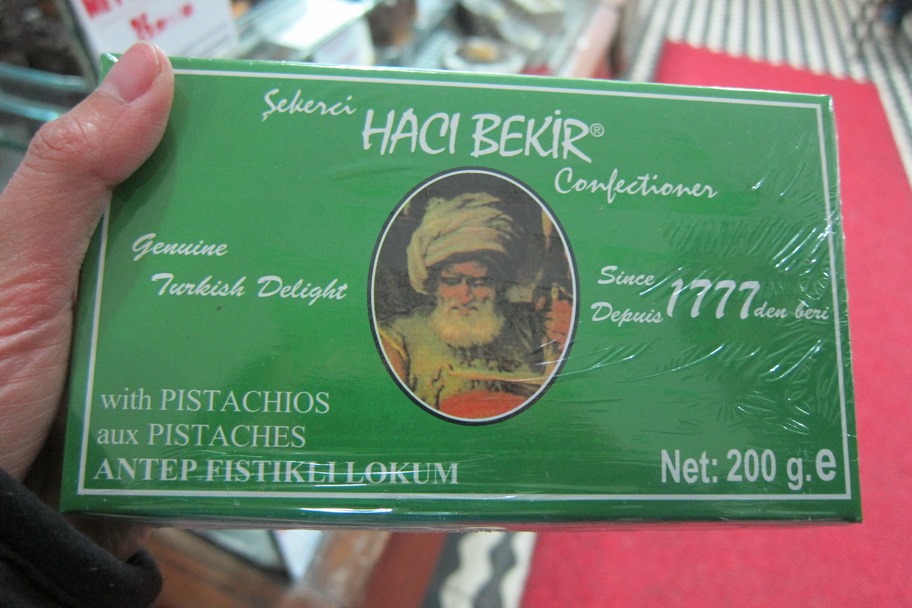 Şekerci
HACI BEKİR®
Confectioner
Genuine
Turkish Delight
Since
Depuis 1777 den beri
with PISTACHIOS
aux PISTACHES
ANTEP FISTIKLI LOKUM
Net: 200 g.e